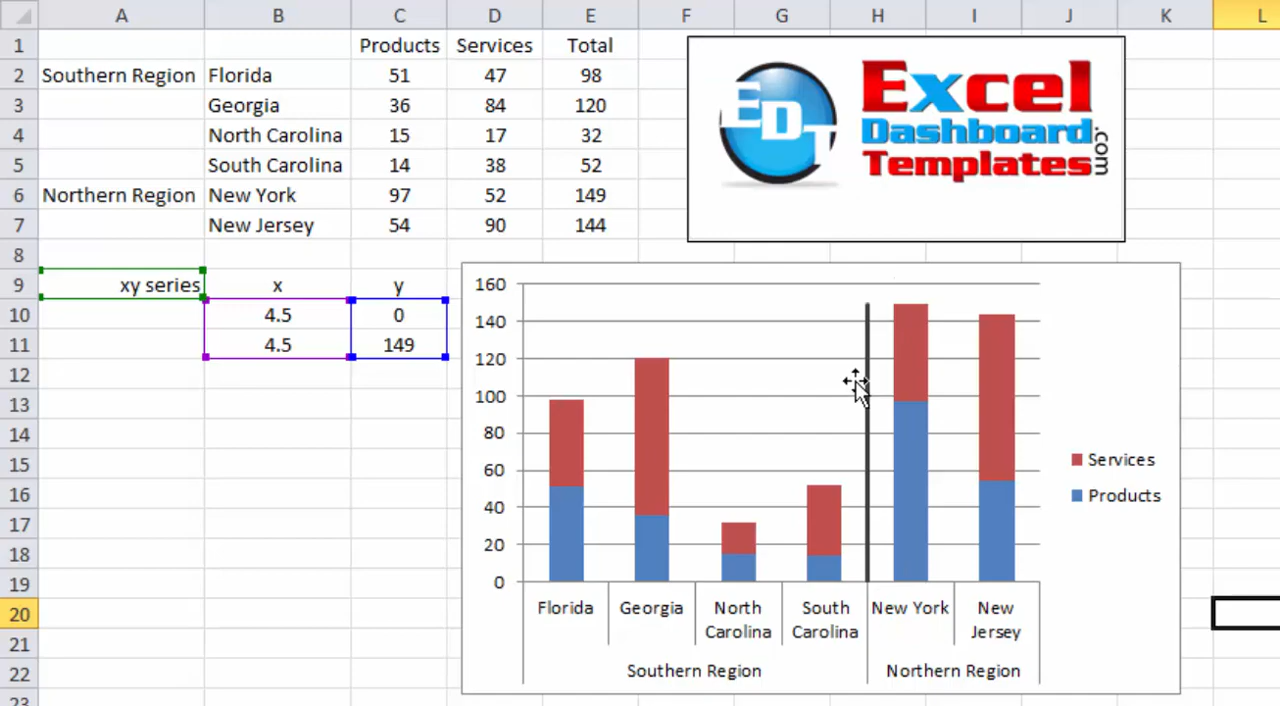 A B C D E F G H I J K L
1 Products Services Total
2 Southern Region Florida 51 47 98
3 Georgia 36 84 120
4 North Carolina 15 17 32
5 South Carolina 14 38 52
6 Northern Region New York 97 52 149
7 New Jersey 54 90 144
8
9 xy series x y
10 4.5 0
11 4.5 149
12
13
14
15
16
17
18
19
20
21
22
23
EDT
Excel
Dashboard
Templates
.com
160
140
120
100
80
60
40
20
0
Florida Georgia North South New York New
Carolina Carolina Jersey
Southern Region Northern Region
Services
Products